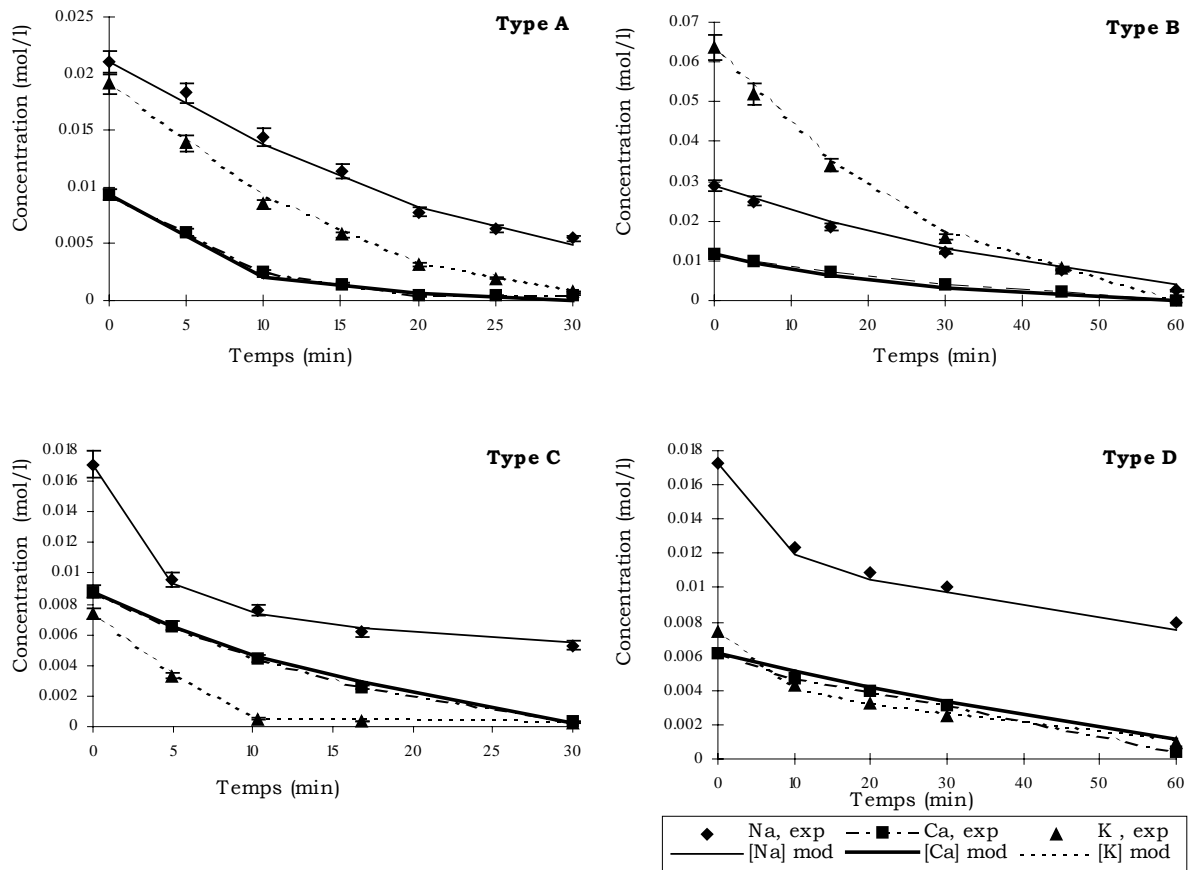 Type A
Concentration (mol/l)
0.025
0.02
0.015
0.01
0.005
0
0 5 10 15 20 25 30
Temps (min)
Type B
Concentration (mol/l)
0.07
0.06
0.05
0.04
0.03
0.02
0.01
0
0 10 20 30 40 50 60
Temps (min)
Type C
Concentration (mol/l)
0.018
0.016
0.014
0.012
0.01
0.008
0.006
0.004
0.002
0
0 5 10 15 20 25 30
Temps (min)
Type D
Concentration (mol/l)
0.018
0.016
0.014
0.012
0.01
0.008
0.006
0.004
0.002
0
0 10 20 30 40 50 60
Temps (min)
Na, exp Ca, exp K , exp
[Na] mod [Ca] mod [K] mod